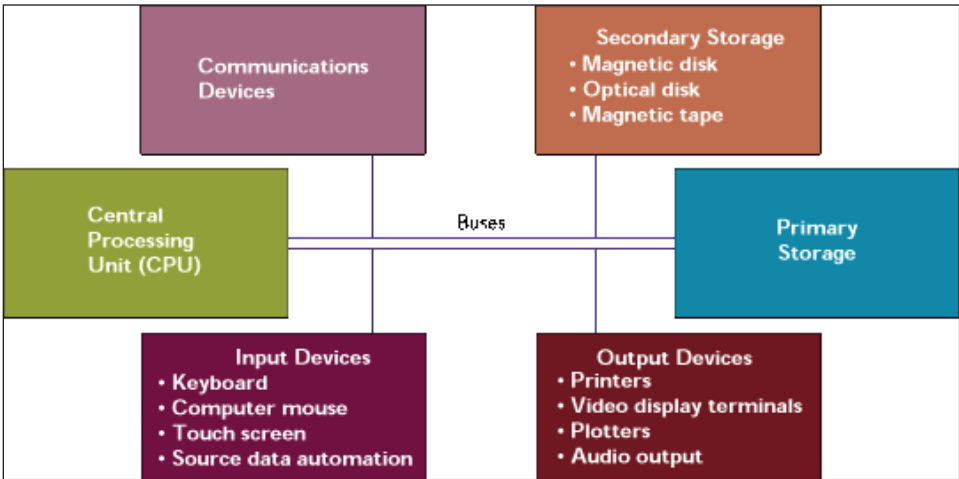 Communications
Devices
Secondary Storage
• Magnetic disk
• Optical disk
• Magnetic tape
Central
Processing
Unit (CPU)
Buses
Primary
Storage
Input Devices
• Keyboard
• Computer mouse
• Touch screen
• Source data automation
Output Devices
• Printers
• Video display terminals
• Plotters
• Audio output